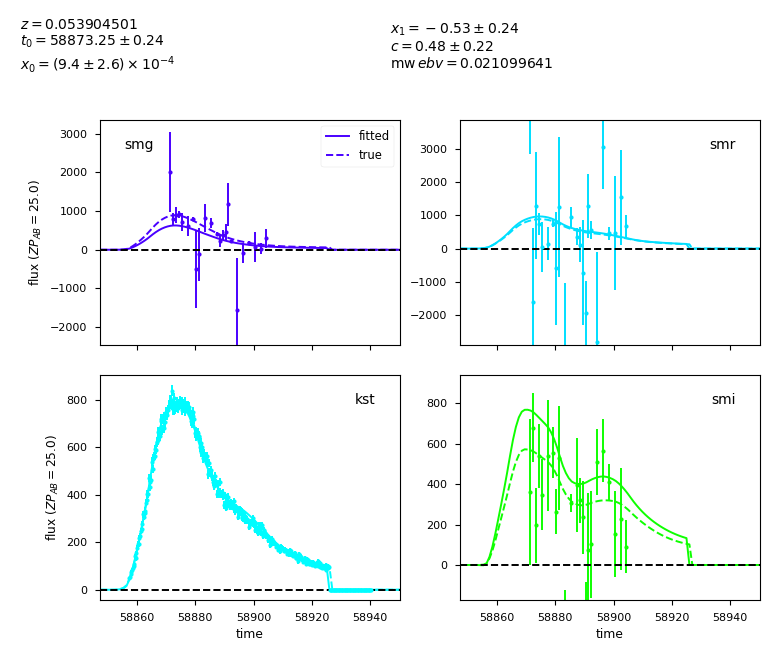 z = 0.053904501
t₀ = 58873.25 ± 0.24
x₀ = (9.4 ± 2.6) × 10⁻⁴
x₁ = −0.53 ± 0.24
c = 0.48 ± 0.22
mw ebv = 0.021099641
smg
fitted
true
3000
2000
1000
0
−1000
−2000
flux (ZP_AB = 25.0)
smr
3000
2000
1000
0
−1000
−2000
kst
800
600
400
200
0
flux (ZP_AB = 25.0)
58860 58880 58900 58920 58940
time
smi
800
600
400
200
0
58860 58880 58900 58920 58940
time